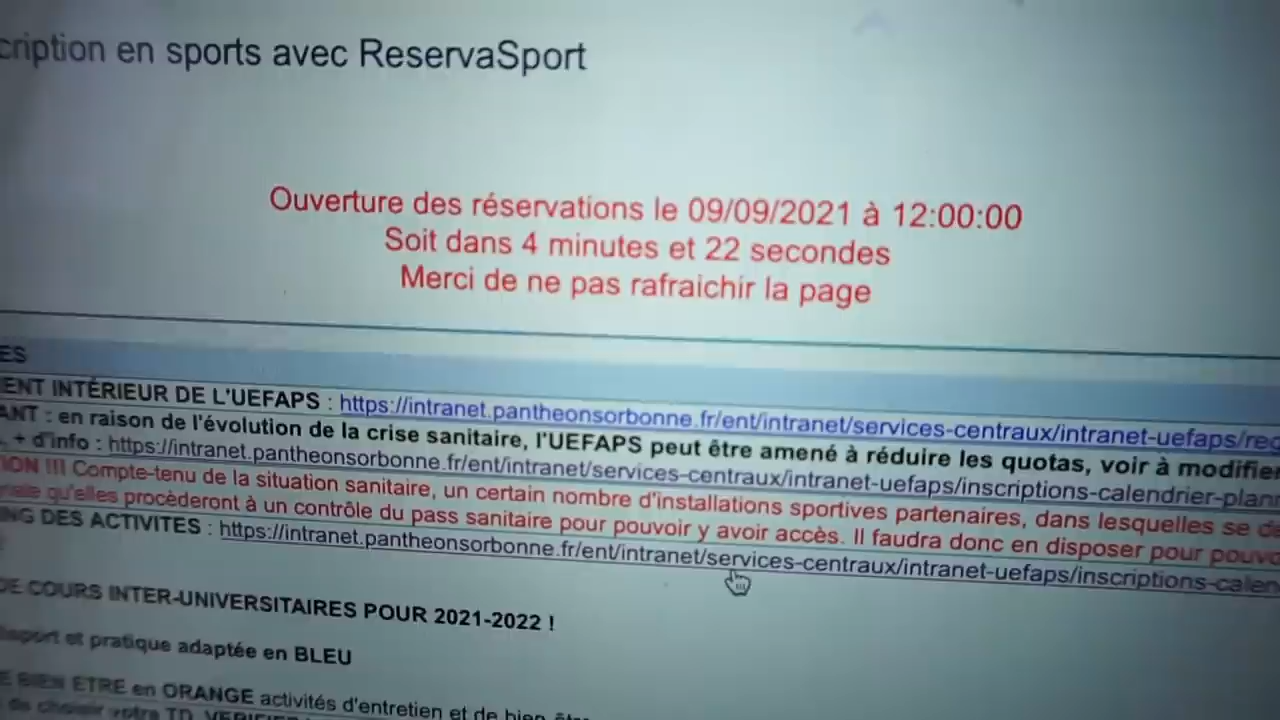 cription en sports avec ReservaSport
Ouverture des réservations le 09/09/2021 à 12:00:00
Soit dans 4 minutes et 22 secondes
Merci de ne pas rafraichir la page
ES
ENT INTÉRIEUR DE L'UEFAPS : https://intranet.pantheonsorbonne.fr/ent/intranet/services-centraux/intranet-uefaps/reg
ANT : en raison de l'évolution de la crise sanitaire, l'UEFAPS peut être amené à réduire les quotas, voir à modifier
+ d'info : https://intranet.pantheonsorbonne.fr/ent/intranet/services-centraux/intranet-uefaps/inscriptions-calendrier-plan
ION !!! Compte-tenu de la situation sanitaire, un certain nombre d'installations sportives partenaires, dans lesquelles se dé
qu'elles procèderont à un contrôle du pass sanitaire pour pouvoir y avoir accès. Il faudra donc en disposer pour pouvo
NG DES ACTIVITES : https://intranet.pantheonsorbonne.fr/ent/intranet/services-centraux/intranet-uefaps/inscriptions-calen
DE COURS INTER-UNIVERSITAIRES POUR 2021-2022 !
sport et pratique adaptée en BLEU
E BIEN ETRE en ORANGE activités d'entretien et de bien
de choisir votre TD, VERIFIER